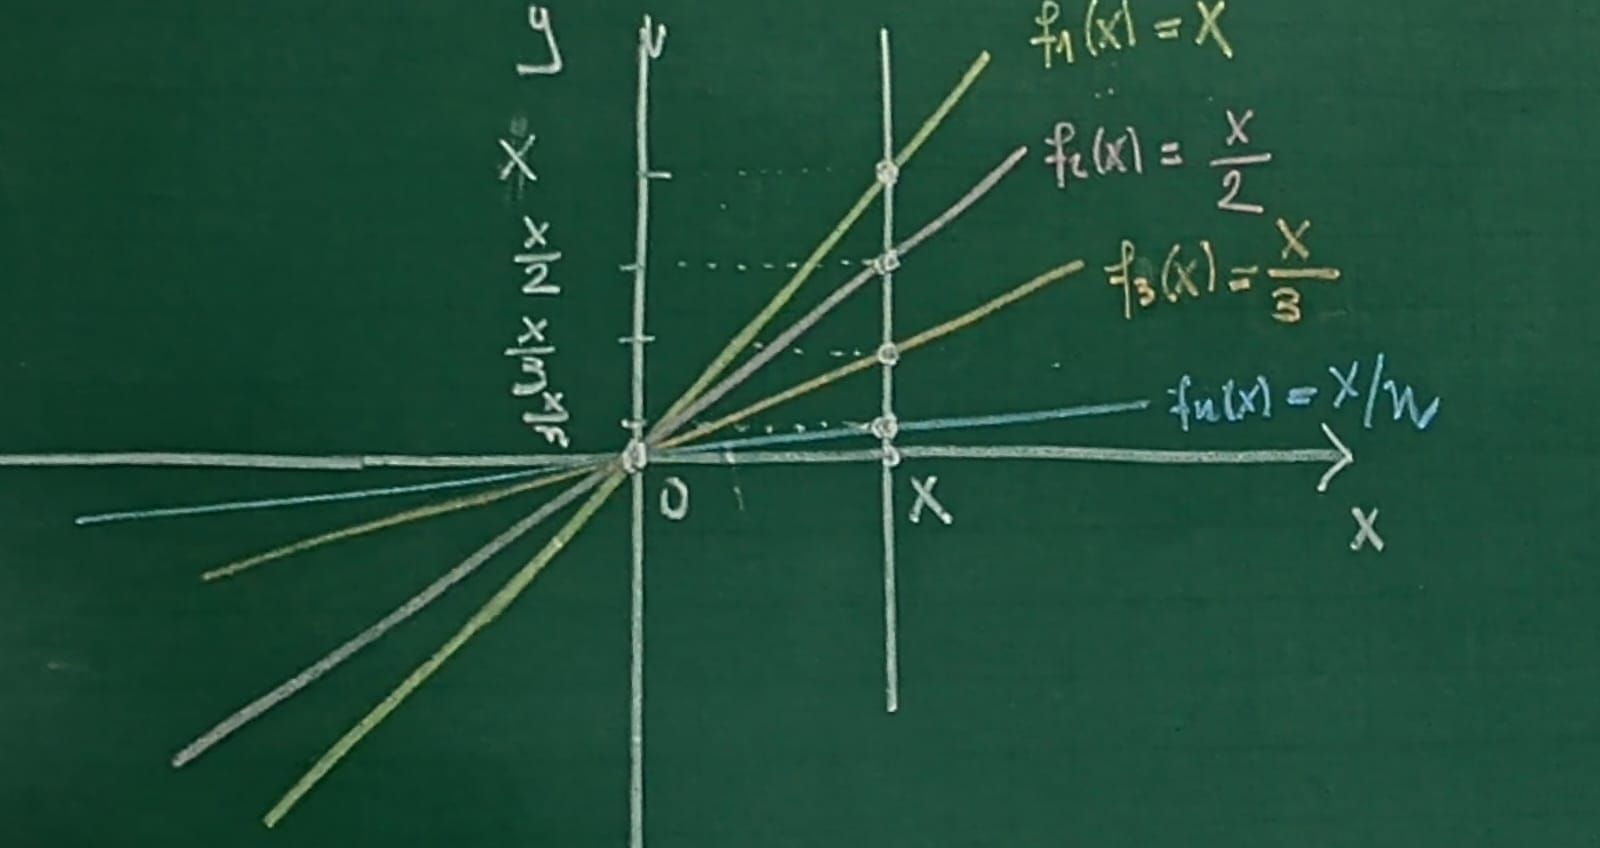 y
f₁(x) = x
x
f₂(x) = x/2
x/2
f₃(x) = x/3
x/3
fₙ(x) = x/n
x/n
0
x
x